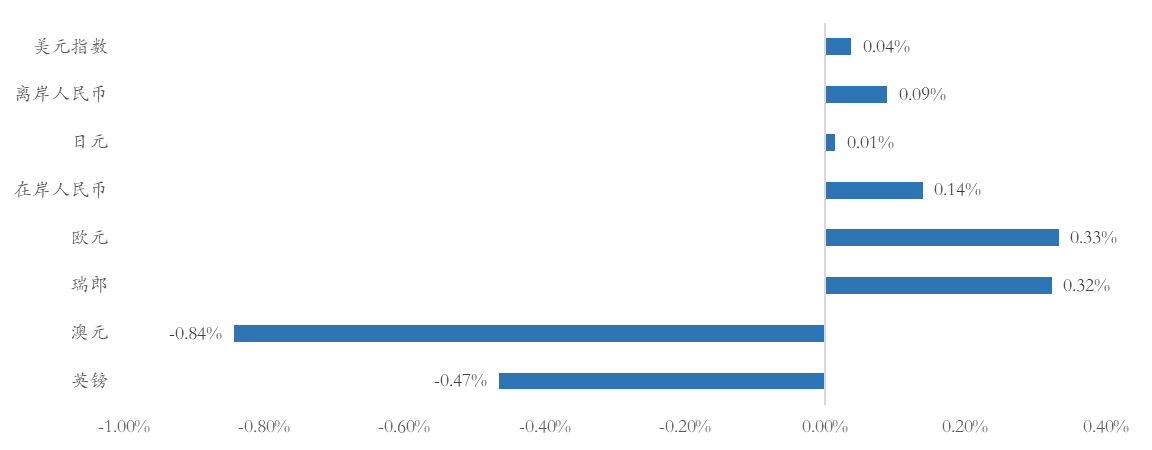 美元指数 0.04%
离岸人民币 0.09%
日元 0.01%
在岸人民币 0.14%
欧元 0.33%
瑞郎 0.32%
澳元 -0.84%
英镑 -0.47%
-1.00% -0.80% -0.60% -0.40% -0.20% 0.00% 0.20% 0.40%